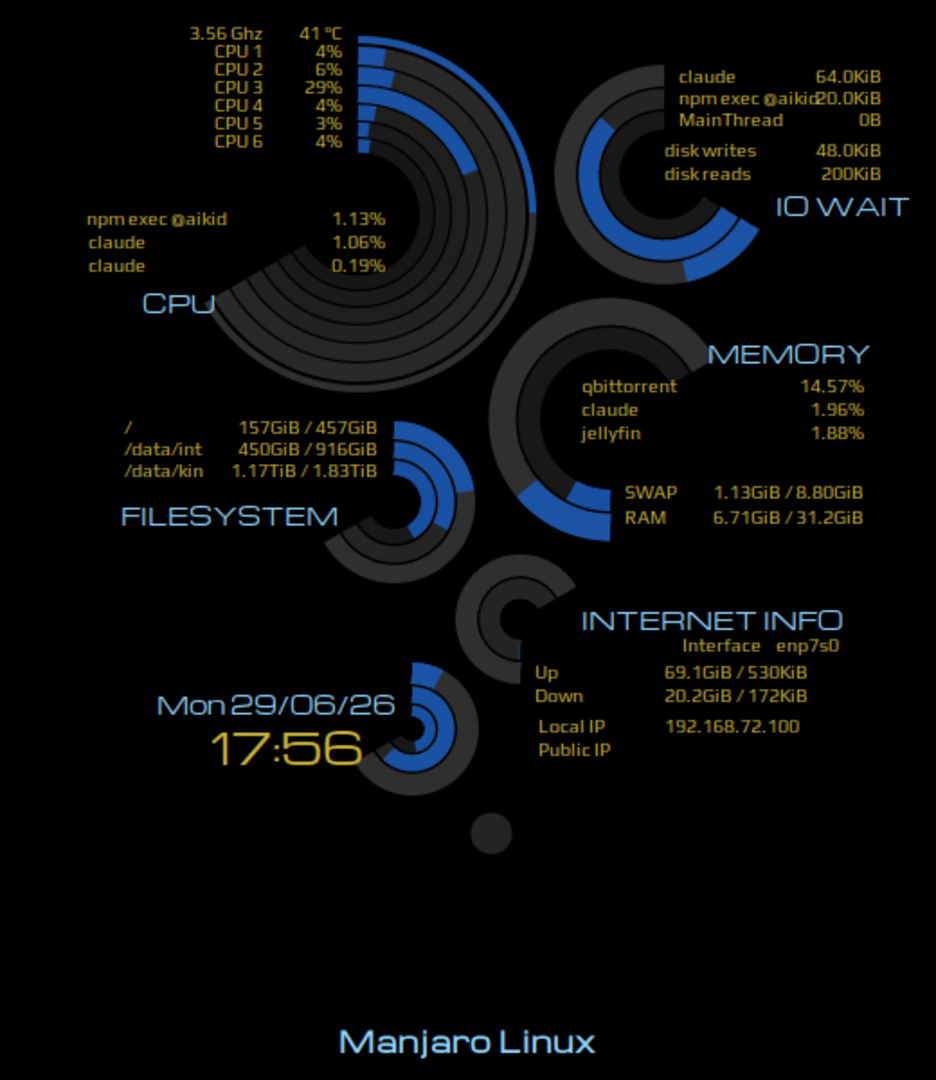 3.56 Ghz 41 °C
CPU 1 4%
CPU 2 6%
CPU 3 29%
CPU 4 4%
CPU 5 3%
CPU 6 4%
npm exec @aikid 1.13%
claude 1.06%
claude 0.19%
CPU
claude 64.0KiB
npm exec @aikid 20.0KiB
MainThread 0B
disk writes 48.0KiB
disk reads 200KiB
IO WAIT
MEMORY
qbittorrent 14.57%
claude 1.96%
jellyfin 1.88%
SWAP 1.13GiB / 8.80GiB
RAM 6.71GiB / 31.2GiB
/ 157GiB / 457GiB
/data/int 450GiB / 916GiB
/data/kin 1.17TiB / 1.83TiB
FILESYSTEM
INTERNET INFO
Interface enp7s0
Up 69.1GiB / 530KiB
Down 20.2GiB / 172KiB
Local IP 192.168.72.100
Public IP
Mon 29/06/26
17:56
Manjaro Linux